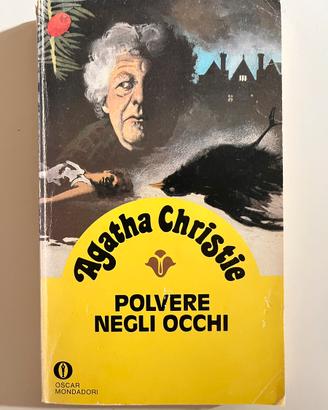 Agatha Christie
POLVERE
NEGLI OCCHI
OSCAR
MONDADORI